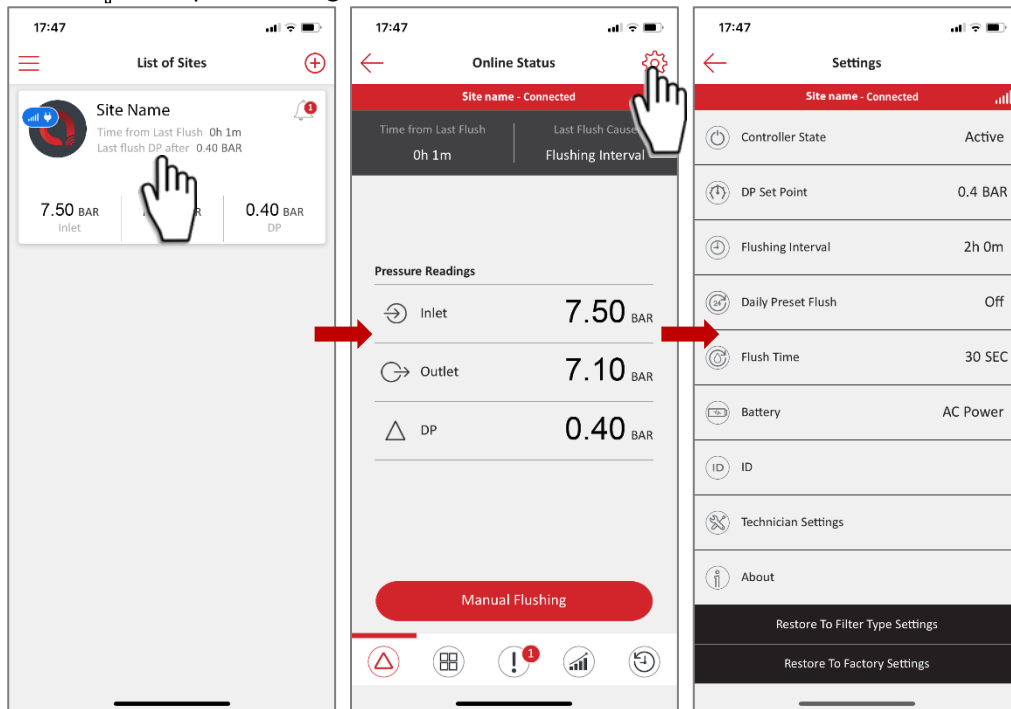 17:47
List of Sites
Site Name
1
Time from Last Flush 0h 1m
Last flush DP after 0.40 BAR
7.50 BAR
R
0.40 BAR
Inlet
DP
17:47
Online Status
Site name - Connected
Time from Last Flush
Last Flush Cause
0h 1m
Flushing Interval
Pressure Readings
Inlet
7.50 BAR
Outlet
7.10 BAR
DP
0.40 BAR
Manual Flushing
1
17:47
Settings
Site name - Connected
Controller State Active
DP Set Point 0.4 BAR
Flushing Interval 2h 0m
24 Daily Preset Flush Off
Flush Time 30 SEC
Battery AC Power
ID ID
Technician Settings
About
Restore To Filter Type Settings
Restore To Factory Settings